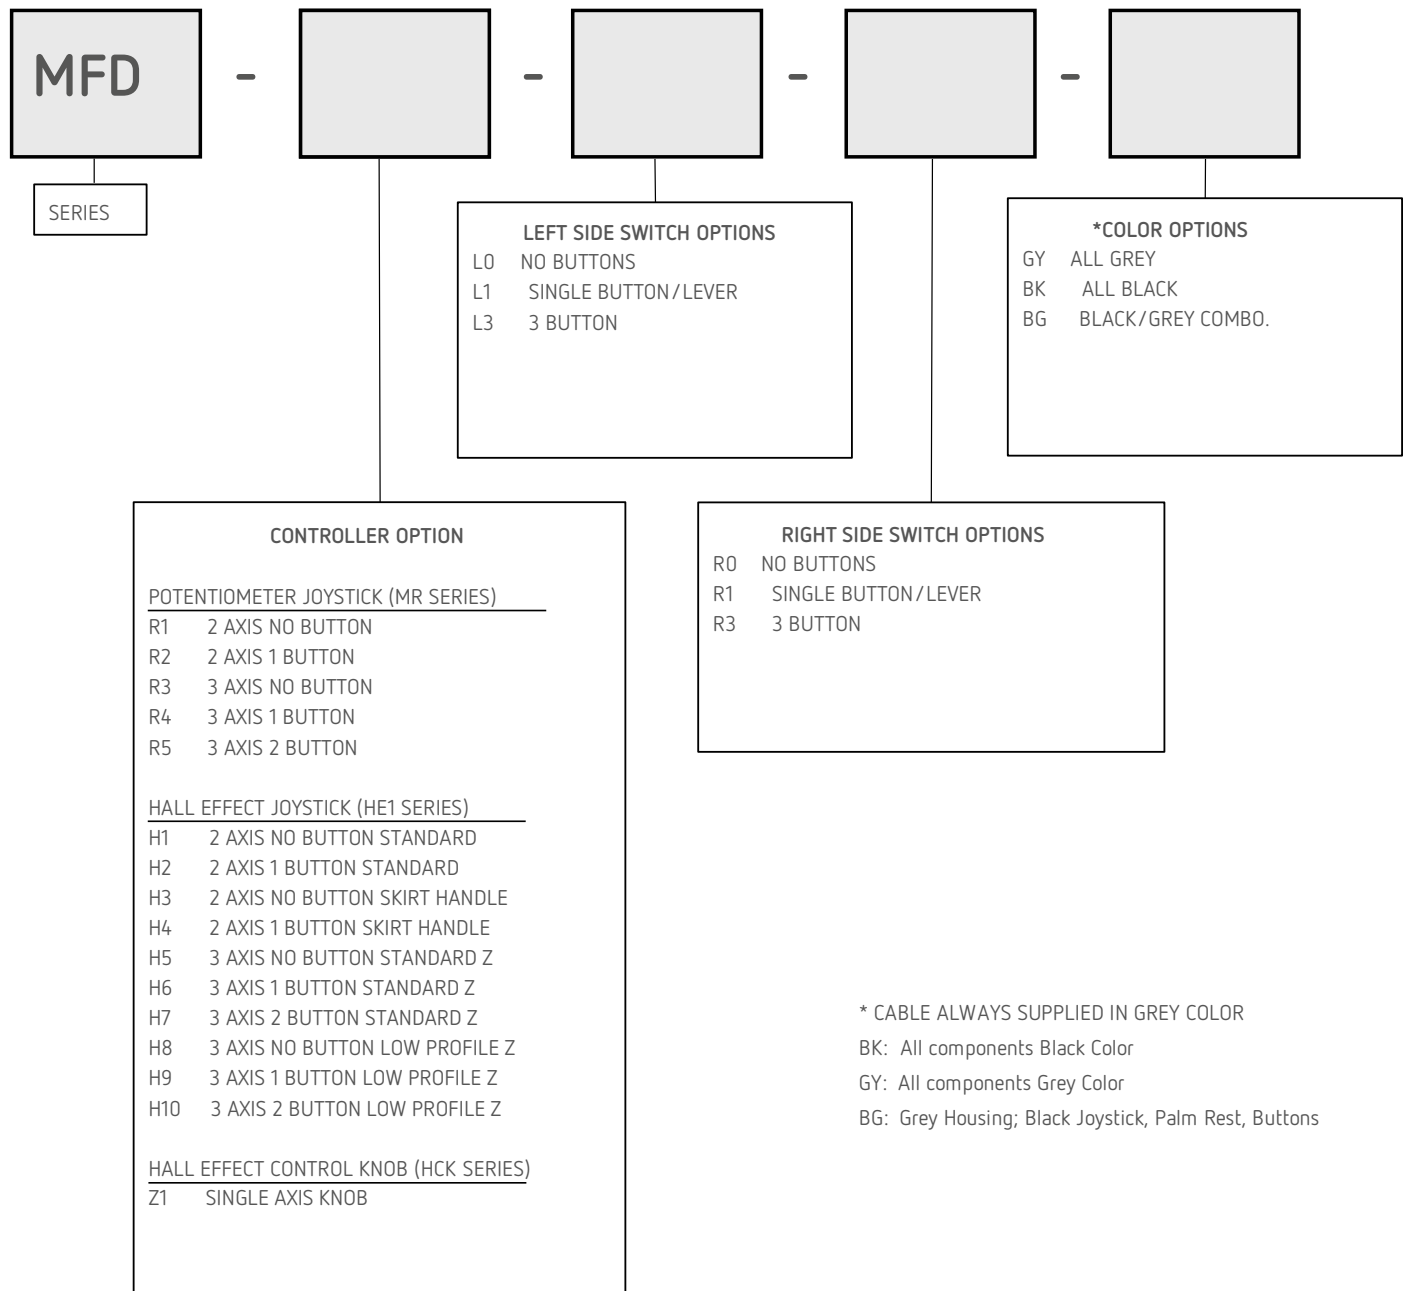 MFD - - - -
SERIES
LEFT SIDE SWITCH OPTIONS
L0 NO BUTTONS
L1 SINGLE BUTTON/LEVER
L3 3 BUTTON
*COLOR OPTIONS
GY ALL GREY
BK ALL BLACK
BG BLACK/GREY COMBO.
CONTROLLER OPTION
POTENTIOMETER JOYSTICK (MR SERIES)
R1 2 AXIS NO BUTTON
R2 2 AXIS 1 BUTTON
R3 3 AXIS NO BUTTON
R4 3 AXIS 1 BUTTON
R5 3 AXIS 2 BUTTON
HALL EFFECT JOYSTICK (HE1 SERIES)
H1 2 AXIS NO BUTTON STANDARD
H2 2 AXIS 1 BUTTON STANDARD
H3 2 AXIS NO BUTTON SKIRT HANDLE
H4 2 AXIS 1 BUTTON SKIRT HANDLE
H5 3 AXIS NO BUTTON STANDARD Z
H6 3 AXIS 1 BUTTON STANDARD Z
H7 3 AXIS 2 BUTTON STANDARD Z
H8 3 AXIS NO BUTTON LOW PROFILE Z
H9 3 AXIS 1 BUTTON LOW PROFILE Z
H10 3 AXIS 2 BUTTON LOW PROFILE Z
HALL EFFECT CONTROL KNOB (HCK SERIES)
Z1 SINGLE AXIS KNOB
RIGHT SIDE SWITCH OPTIONS
R0 NO BUTTONS
R1 SINGLE BUTTON/LEVER
R3 3 BUTTON
* CABLE ALWAYS SUPPLIED IN GREY COLOR
BK: All components Black Color
GY: All components Grey Color
BG: Grey Housing; Black Joystick, Palm Rest, Buttons